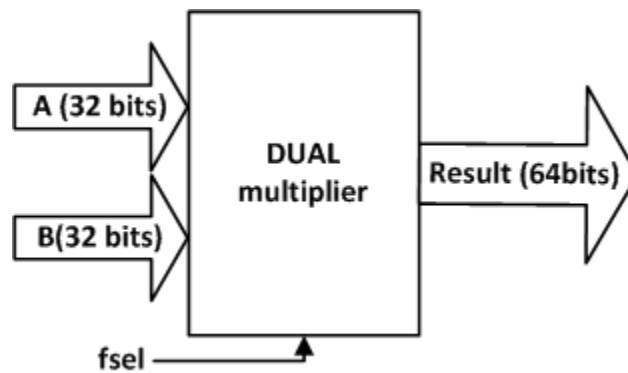 A (32 bits)
DUAL
multiplier
Result (64bits)
B(32 bits)
fsel